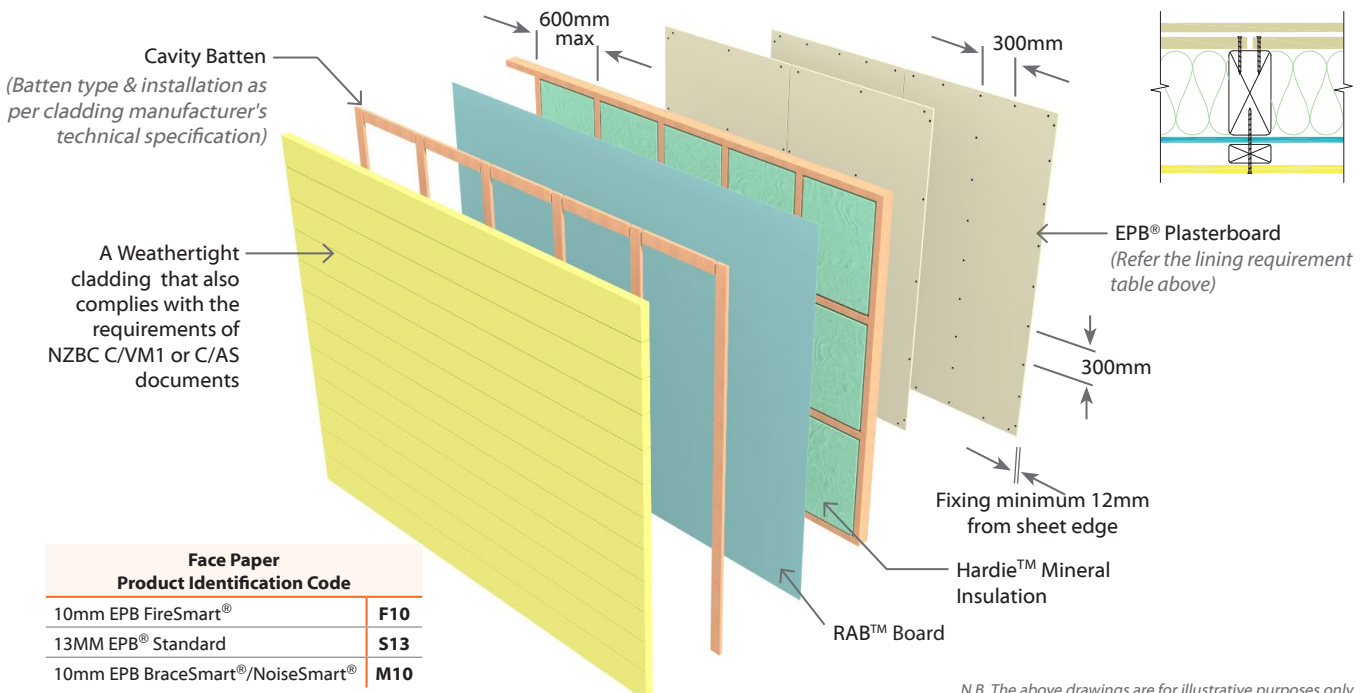 600mm
max
300mm
Cavity Batten
(Batten type & installation as
per cladding manufacturer's
technical specification)
A Weathertight
cladding that also
complies with the
requirements of
NZBC C/VM1 or C/AS
documents
EPB® Plasterboard
(Refer the lining requirement
table above)
300mm
Fixing minimum 12mm
from sheet edge
Hardie™ Mineral
Insulation
RAB™ Board
Face Paper
Product Identification Code
10mm EPB FireSmart® F10
13MM EPB® Standard S13
10mm EPB BraceSmart®/NoiseSmart® M10
N.B. The above drawings are for illustrative purposes only